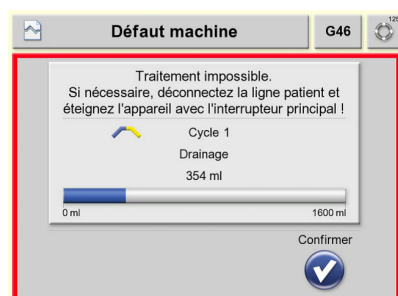 Défaut machine
G46
125
Traitement impossible.
Si nécessaire, déconnectez la ligne patient et
éteignez l'appareil avec l'interrupteur principal !
Cycle 1
Drainage
354 ml
0 ml
1600 ml
Confirmer